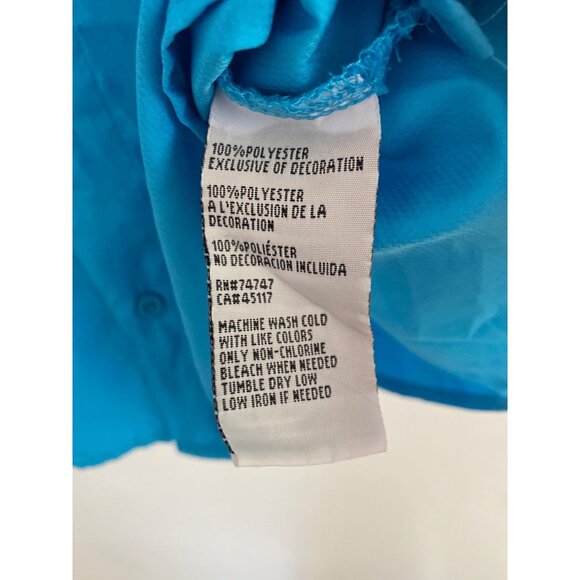 100%POLYESTER
EXCLUSIVE OF DECORATION
100%POLYESTER
A L'EXCLUSION DE LA
DECORATION
100%POLIÉSTER
NO DECORACIÓN INCLUIDA
RN#74747
CA#45117
MACHINE WASH COLD
WITH LIKE COLORS
ONLY NON-CHLORINE
BLEACH WHEN NEEDED
TUMBLE DRY LOW
LOW IRON IF NEEDED